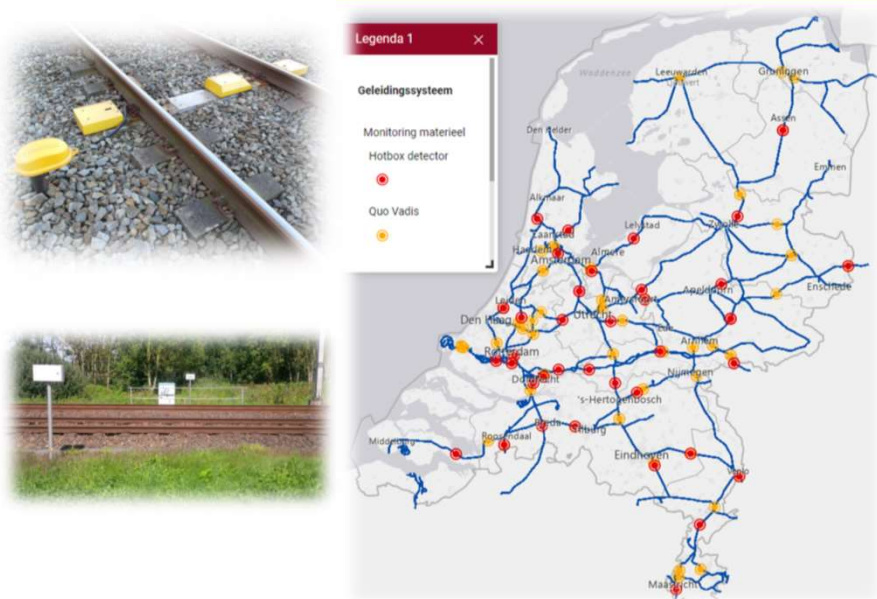 Legenda 1
Geleidingssysteem
Monitoring materieel
Hotbox detector
Quo Vadis
Waddenzee
Leeuwarden
Groningen
Assen
Den Helder
Emmen
Alkmaar
Zaanstad
Lelystad
Zwolle
Haarlem
Almere
Amsterdam
Enschede
Apeldoorn
Amersfoort
Leiden
Den Haag
Utrecht
Ede
Arnhem
Rotterdam
Nijmegen
Dordrecht
's-Hertogenbosch
Breda
Tilburg
Roosendaal
Middelburg
Eindhoven
Venlo
Maastricht